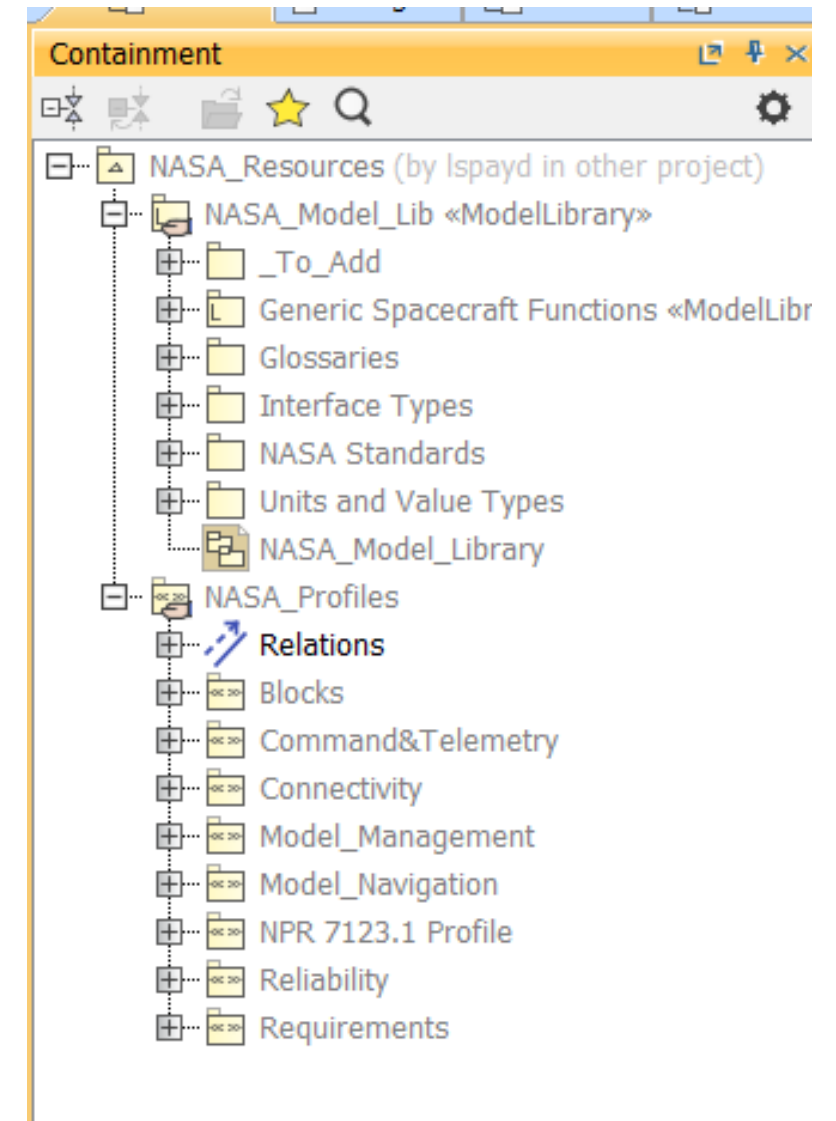 Containment
NASA_Resources (by lspayd in other project)
NASA_Model_Lib «ModelLibrary»
_To_Add
Generic Spacecraft Functions «ModelLibr
Glossaries
Interface Types
NASA Standards
Units and Value Types
NASA_Model_Library
NASA_Profiles
Relations
Blocks
Command&Telemetry
Connectivity
Model_Management
Model_Navigation
NPR 7123.1 Profile
Reliability
Requirements